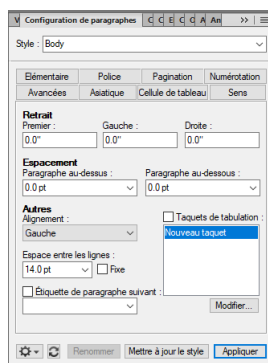 V Configuration de paragraphes C C E C C A An >>
Style : Body
Elémentaire Police Pagination Numérotation
Avancées Asiatique Cellule de tableau Sens
Retrait
Premier : Gauche : Droite :
0.0" 0.0" 0.0"
Espacement
Paragraphe au-dessus : Paragraphe au-dessous :
0.0 pt 0.0 pt
Autres
Alignement : Taquets de tabulation :
Gauche Nouveau taquet
Espace entre les lignes :
14.0 pt Fixe
Étiquette de paragraphe suivant :
Modifier...
Renommer Mettre à jour le style Appliquer